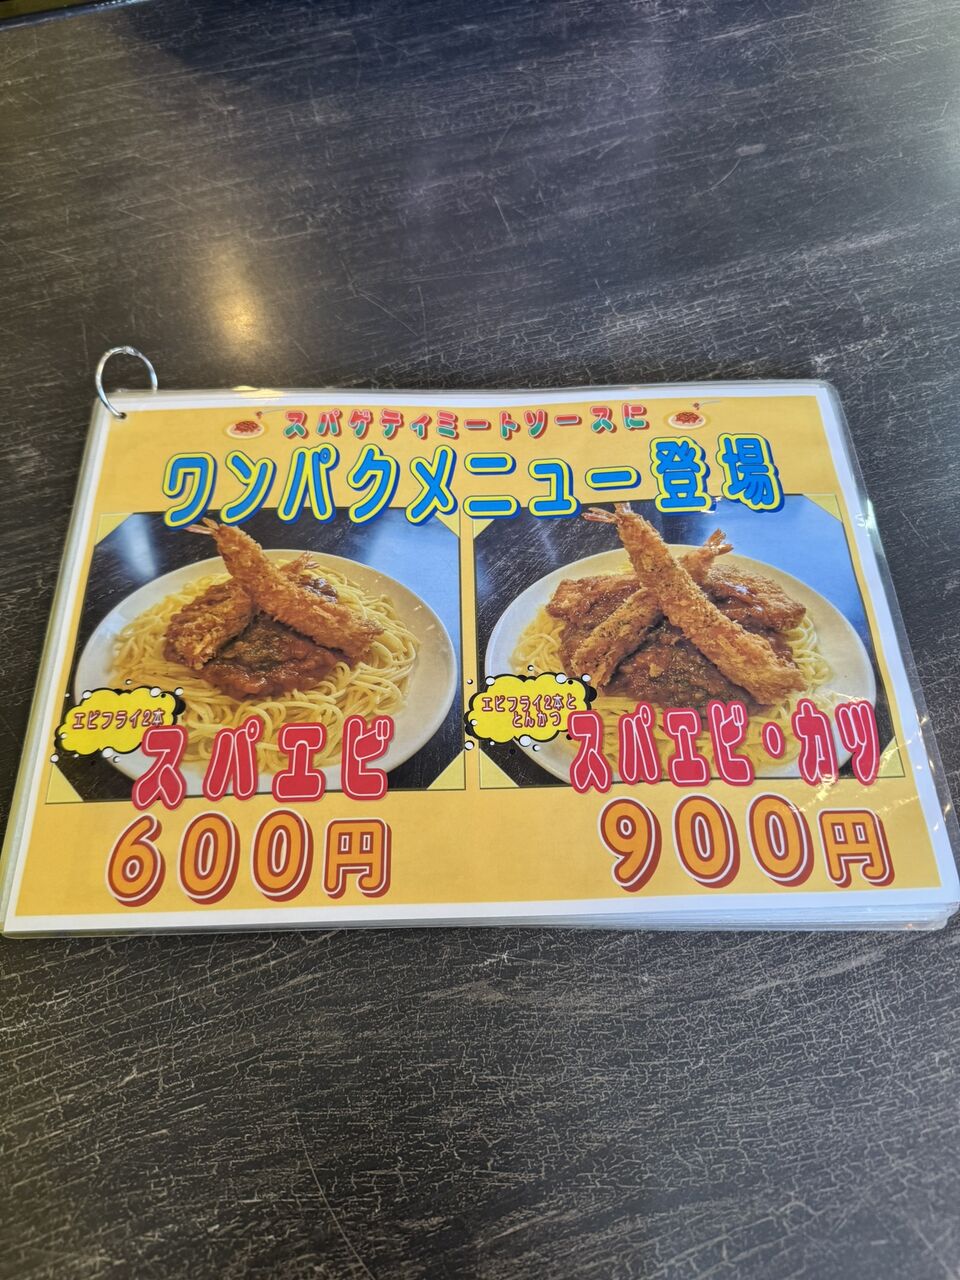 スパゲティミートソースに
ワンパクメニュー登場
エビフライ2本
スパエビ
600円
エビフライ2本と
とんかつ
スパエビ・カツ
900円